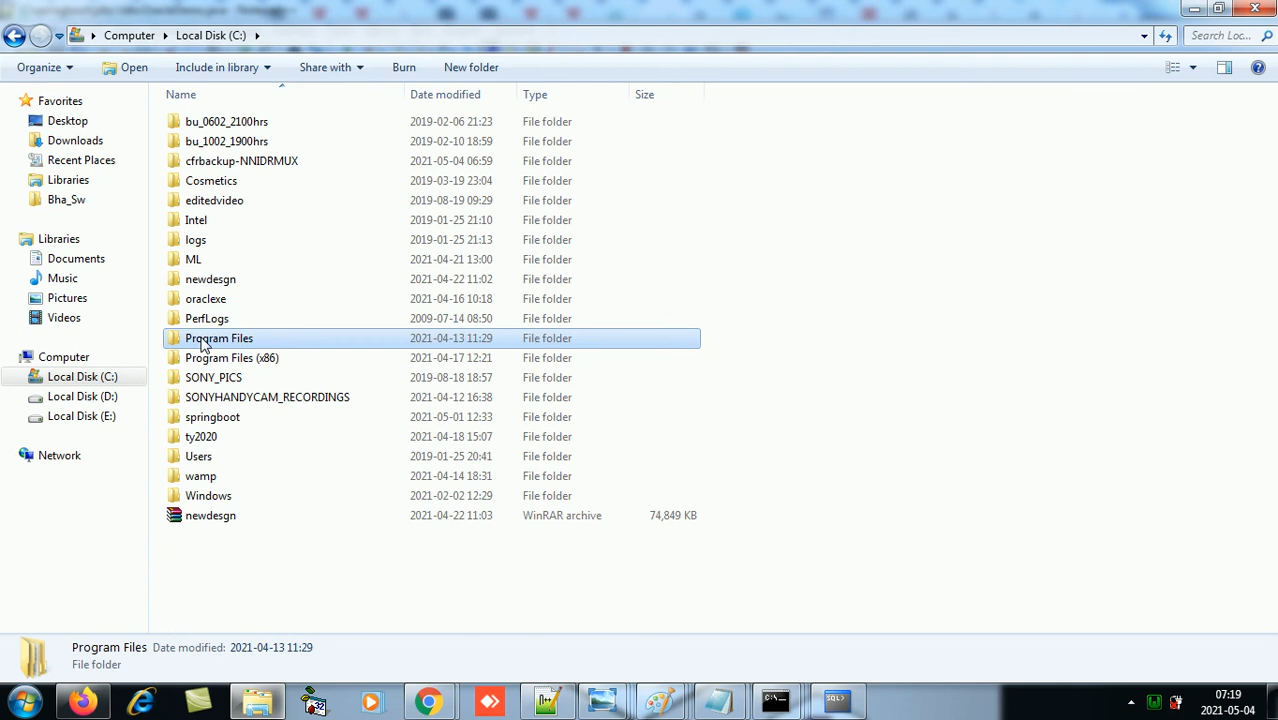 Computer Local Disk (C:) Search Loc...
Organize Open Include in library Share with Burn New folder
Name Date modified Type Size
Favorites
Desktop
Downloads
Recent Places
Libraries
Bha_Sw
Libraries
Documents
Music
Pictures
Videos
Computer
Local Disk (C:)
Local Disk (D:)
Local Disk (E:)
Network
bu_0602_2100hrs 2019-02-06 21:23 File folder
bu_1002_1900hrs 2019-02-10 18:59 File folder
cfrbackup-NNIDRMUX 2021-05-04 06:59 File folder
Cosmetics 2019-03-19 23:04 File folder
editedvideo 2019-08-19 09:29 File folder
Intel 2019-01-25 21:10 File folder
logs 2019-01-25 21:13 File folder
ML 2021-04-21 13:00 File folder
newdesgn 2021-04-22 11:02 File folder
oraclexe 2021-04-16 10:18 File folder
PerfLogs 2009-07-14 08:50 File folder
Program Files 2021-04-13 11:29 File folder
Program Files (x86) 2021-04-17 12:21 File folder
SONY_PICS 2019-08-18 18:57 File folder
SONYHANDYCAM_RECORDINGS 2021-04-12 16:38 File folder
springboot 2021-05-01 12:33 File folder
ty2020 2021-04-18 15:07 File folder
Users 2019-01-25 20:41 File folder
wamp 2021-04-14 18:31 File folder
Windows 2021-02-02 12:29 File folder
newdesgn 2021-04-22 11:03 WinRAR archive 74,849 KB
Program Files Date modified: 2021-04-13 11:29
File folder
07:19
2021-05-04